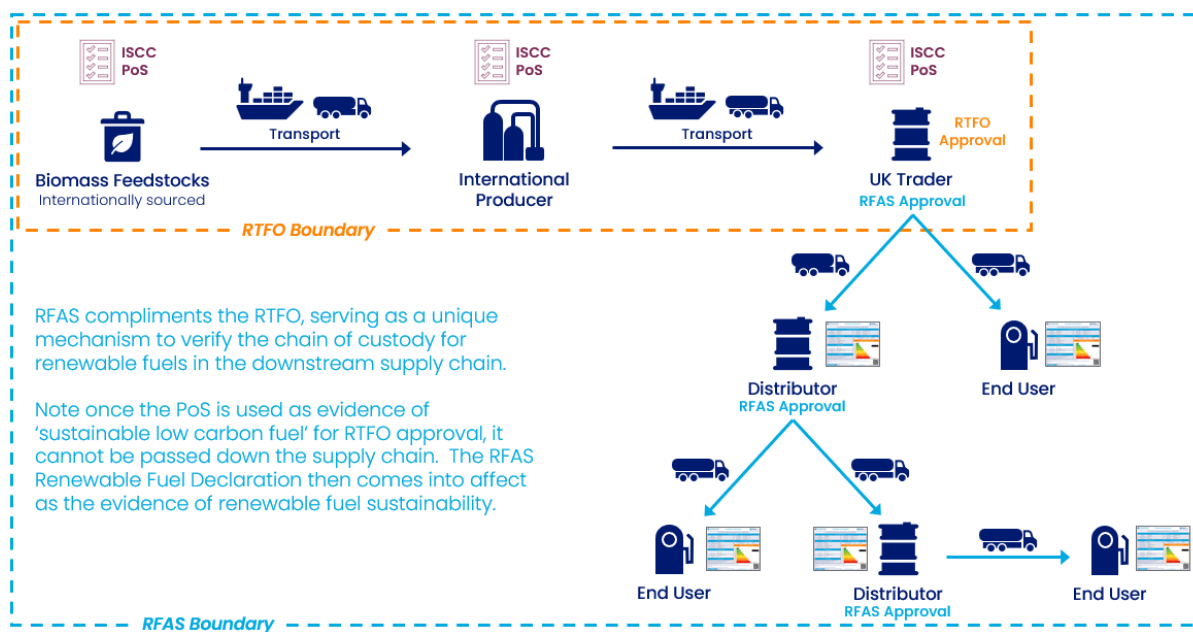 ISCC
PoS
ISCC
PoS
ISCC
PoS
Transport
Transport
RTFO
Approval
Biomass Feedstocks
Internationally sourced
International
Producer
UK Trader
RFAS Approval
RTFO Boundary
RFAS compliments the RTFO, serving as a unique
mechanism to verify the chain of custody for
renewable fuels in the downstream supply chain.
Note once the PoS is used as evidence of
‘sustainable low carbon fuel’ for RTFO approval, it
cannot be passed down the supply chain. The RFAS
Renewable Fuel Declaration then comes into affect
as the evidence of renewable fuel sustainability.
Distributor
RFAS Approval
End User
End User
Distributor
RFAS Approval
End User
RFAS Boundary